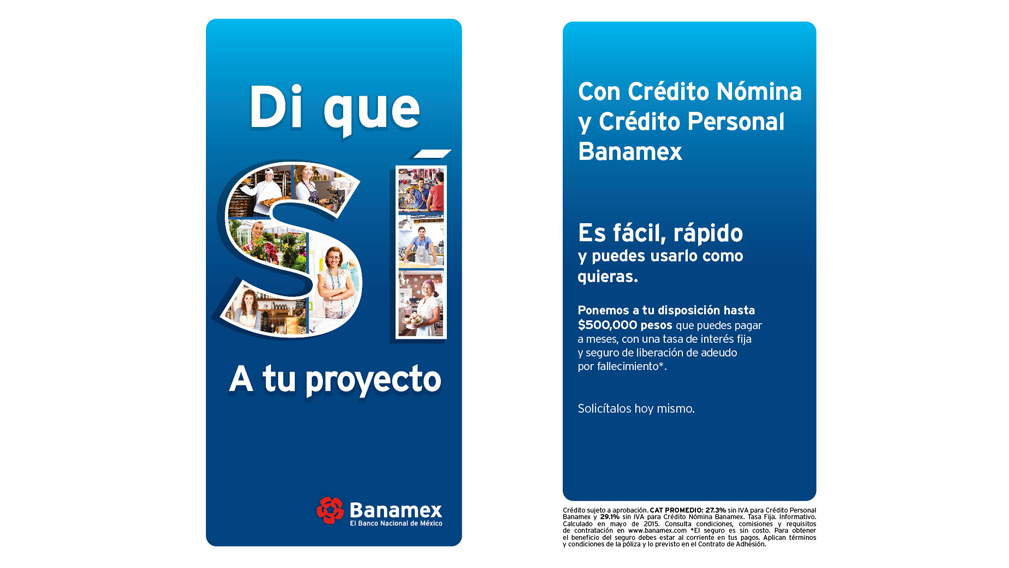 Di que
SÍ
A tu proyecto
Banamex
El Banco Nacional de México
Con Crédito Nómina
y Crédito Personal
Banamex
Es fácil, rápido
y puedes usarlo como
quieras.
Ponemos a tu disposición hasta
$500,000 pesos que puedes pagar
a meses, con una tasa de interés fija
y seguro de liberación de adeudo
por fallecimiento*.
Solicítalos hoy mismo.
Crédito sujeto a aprobación. CAT PROMEDIO: 27.3% sin IVA para Crédito Personal
Banamex y 29.1% sin IVA para Crédito Nómina Banamex. Tasa Fija. Informativo.
Calculado en mayo de 2015. Consulta condiciones, comisiones y requisitos
de contratación en www.banamex.com *El seguro es sin costo. Para obtener
el beneficio del seguro debes estar al corriente en tus pagos. Aplican términos
y condiciones de la póliza y lo previsto en el Contrato de Adhesión.